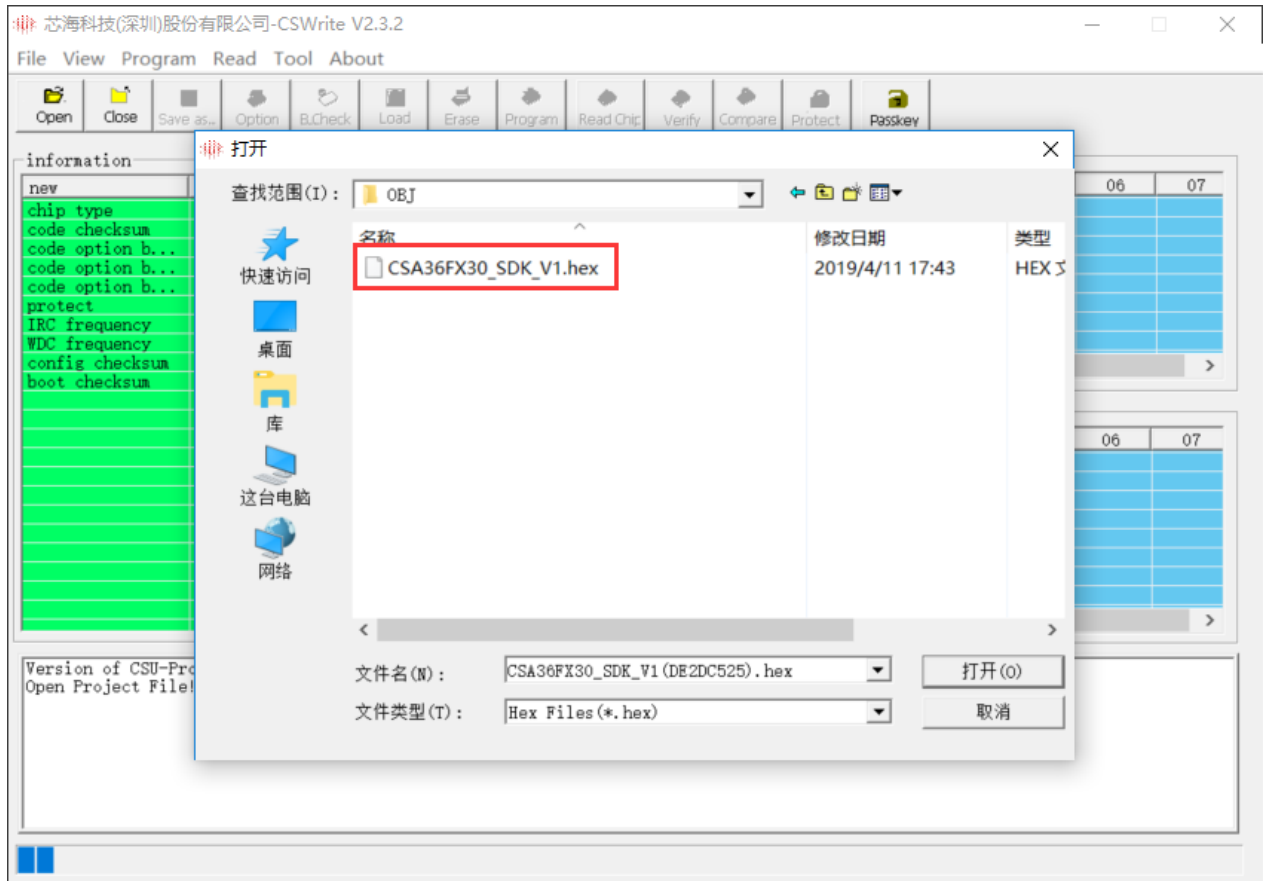 芯海科技(深圳)股份有限公司-CSWrite V2.3.2
File View Program Read Tool About
Open Close Save as.. Option B.Check Load Erase Program Read Chip Verify Compare Protect Passkey
information
new
chip type
code checksum
code option b...
code option b...
code option b...
protect
IRC frequency
WDC frequency
config checksum
boot checksum
06 07
06 07
打开
查找范围(I): OBJ
快速访问
桌面
库
这台电脑
网络
名称 修改日期 类型
CSA36FX30_SDK_V1.hex 2019/4/11 17:43 HEX
文件名(N): CSA36FX30_SDK_V1(DE2DC525).hex 打开(O)
文件类型(T): Hex Files(*.hex) 取消
Version of CSU-Pro
Open Project File!